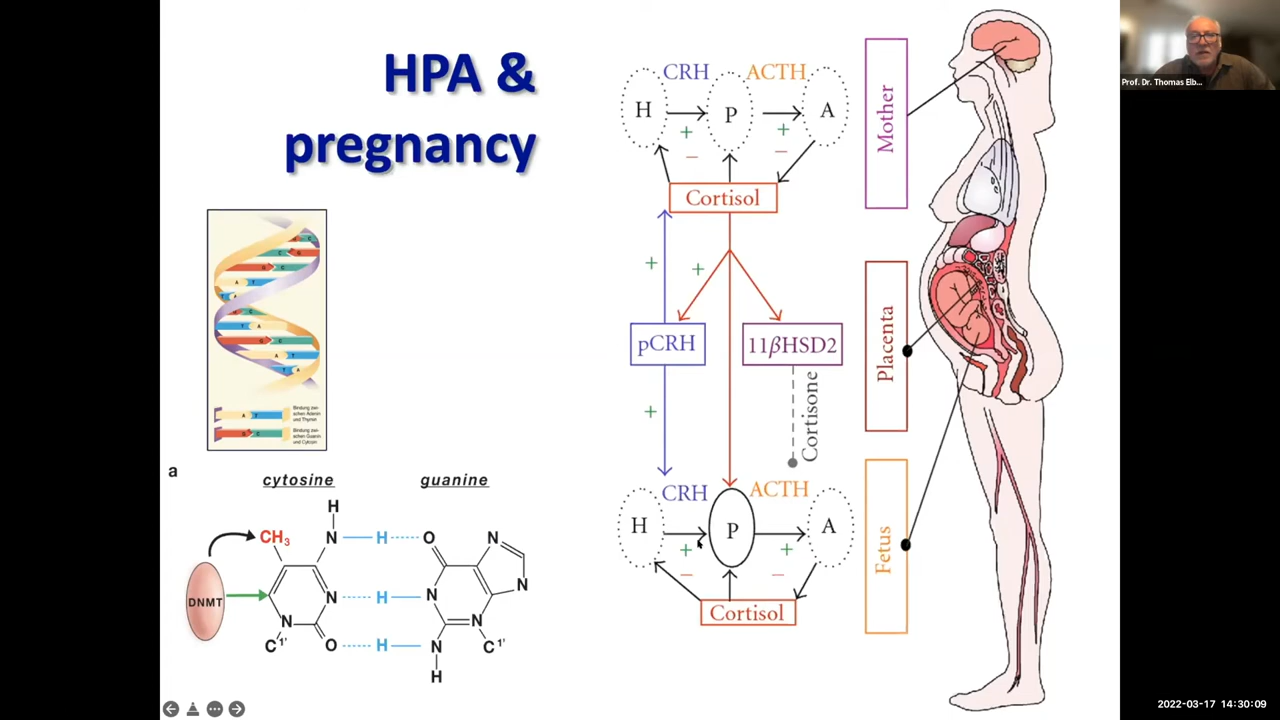 HPA &
pregnancy
Bindung zwi-
schen Adenin
und Thymin
Bindung zwi-
schen Guanin
und Cytosin
a
cytosine
guanine
H
CH₃
N
H
O
N
DNMT
N
H
N
N
N
N
C1'
O
H
N
C1'
H
CRH
ACTH
H
P
A
+
+
–
–
Cortisol
+
+
pCRH
11βHSD2
+
Cortisone
CRH
ACTH
H
P
A
+
+
–
–
Cortisol
Mother
Placenta
Fetus
Prof. Dr. Thomas Elb...
2022-03-17 14:30:09